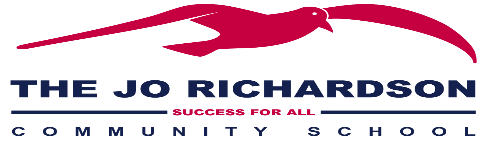 THE JO RICHARDSON
SUCCESS FOR ALL
COMMUNITY SCHOOL